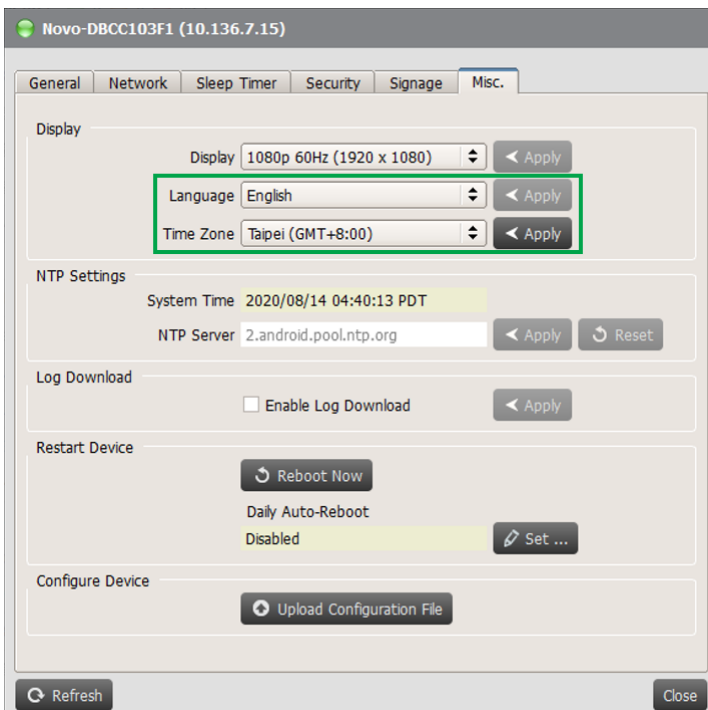 Novo-DBCC103F1 (10.136.7.15)
General Network Sleep Timer Security Signage Misc.
Display
Display 1080p 60Hz (1920 x 1080) Apply
Language English Apply
Time Zone Taipei (GMT+8:00) Apply
NTP Settings
System Time 2020/08/14 04:40:13 PDT
NTP Server 2.android.pool.ntp.org Apply Reset
Log Download
Enable Log Download Apply
Restart Device
Reboot Now
Daily Auto-Reboot
Disabled Set ...
Configure Device
Upload Configuration File
Refresh Close